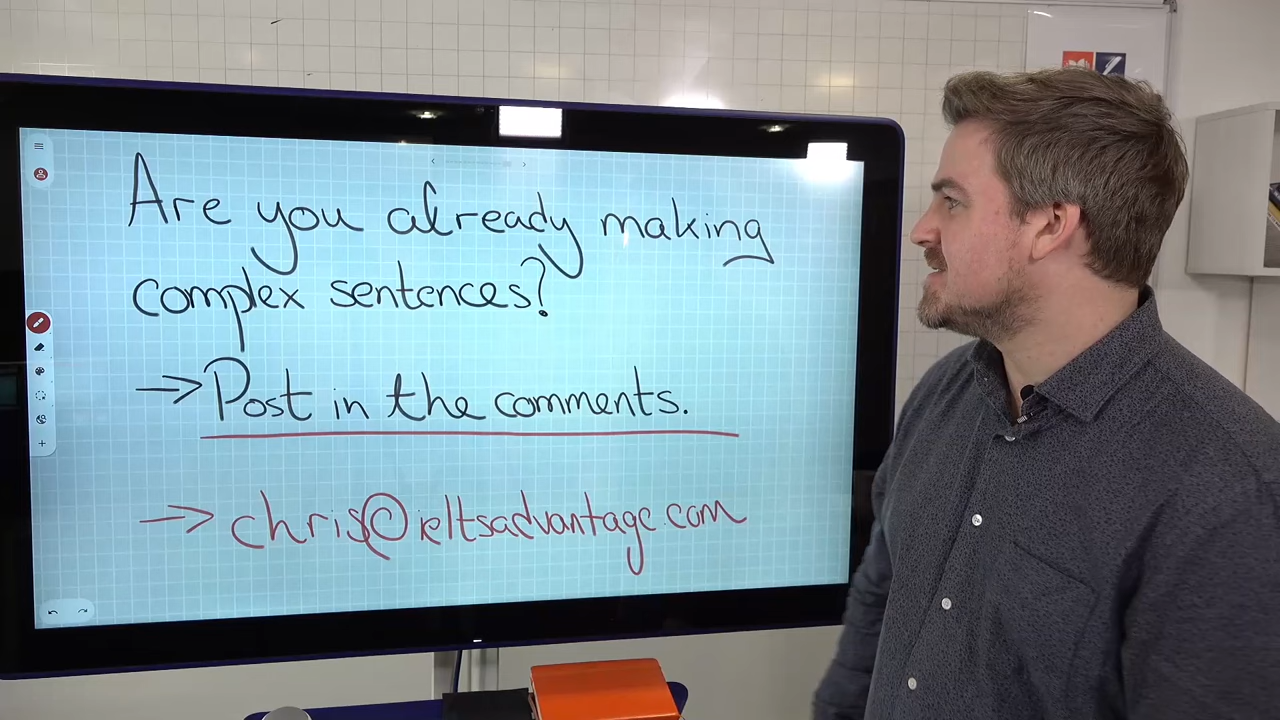 Are you already making
complex sentences?
→ Post in the comments.
→ chris@ieltsadvantage.com